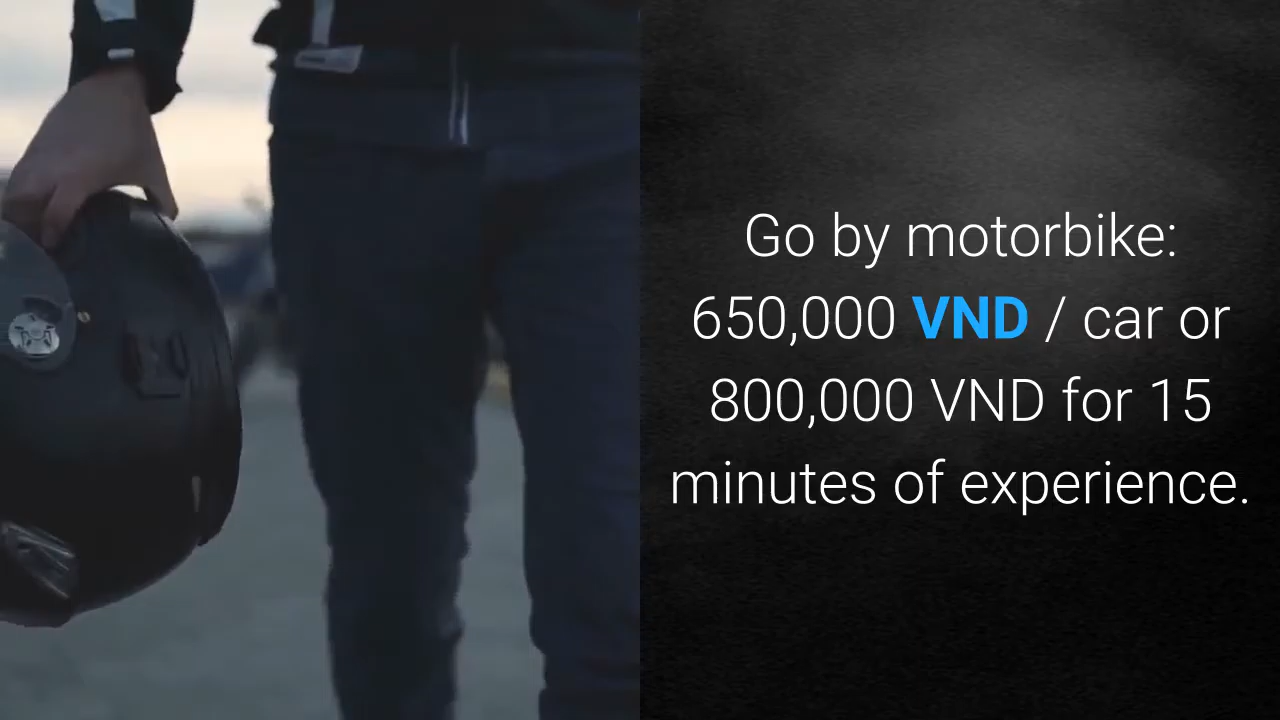 Go by motorbike:
650,000 VND / car or
800,000 VND for 15
minutes of experience.